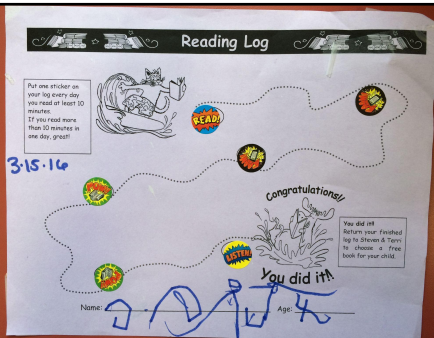 Reading Log
Put one sticker on
your log every day
you read at least 10
minutes.
If you read more
than 10 minutes in
one day, great!
READ!
3.15.16
Congratulations!!
You did it!!
Return your finished
log to Steven & Terri
to choose a free
book for your child.
LISTEN!
You did it!!
Name:
Age: 4